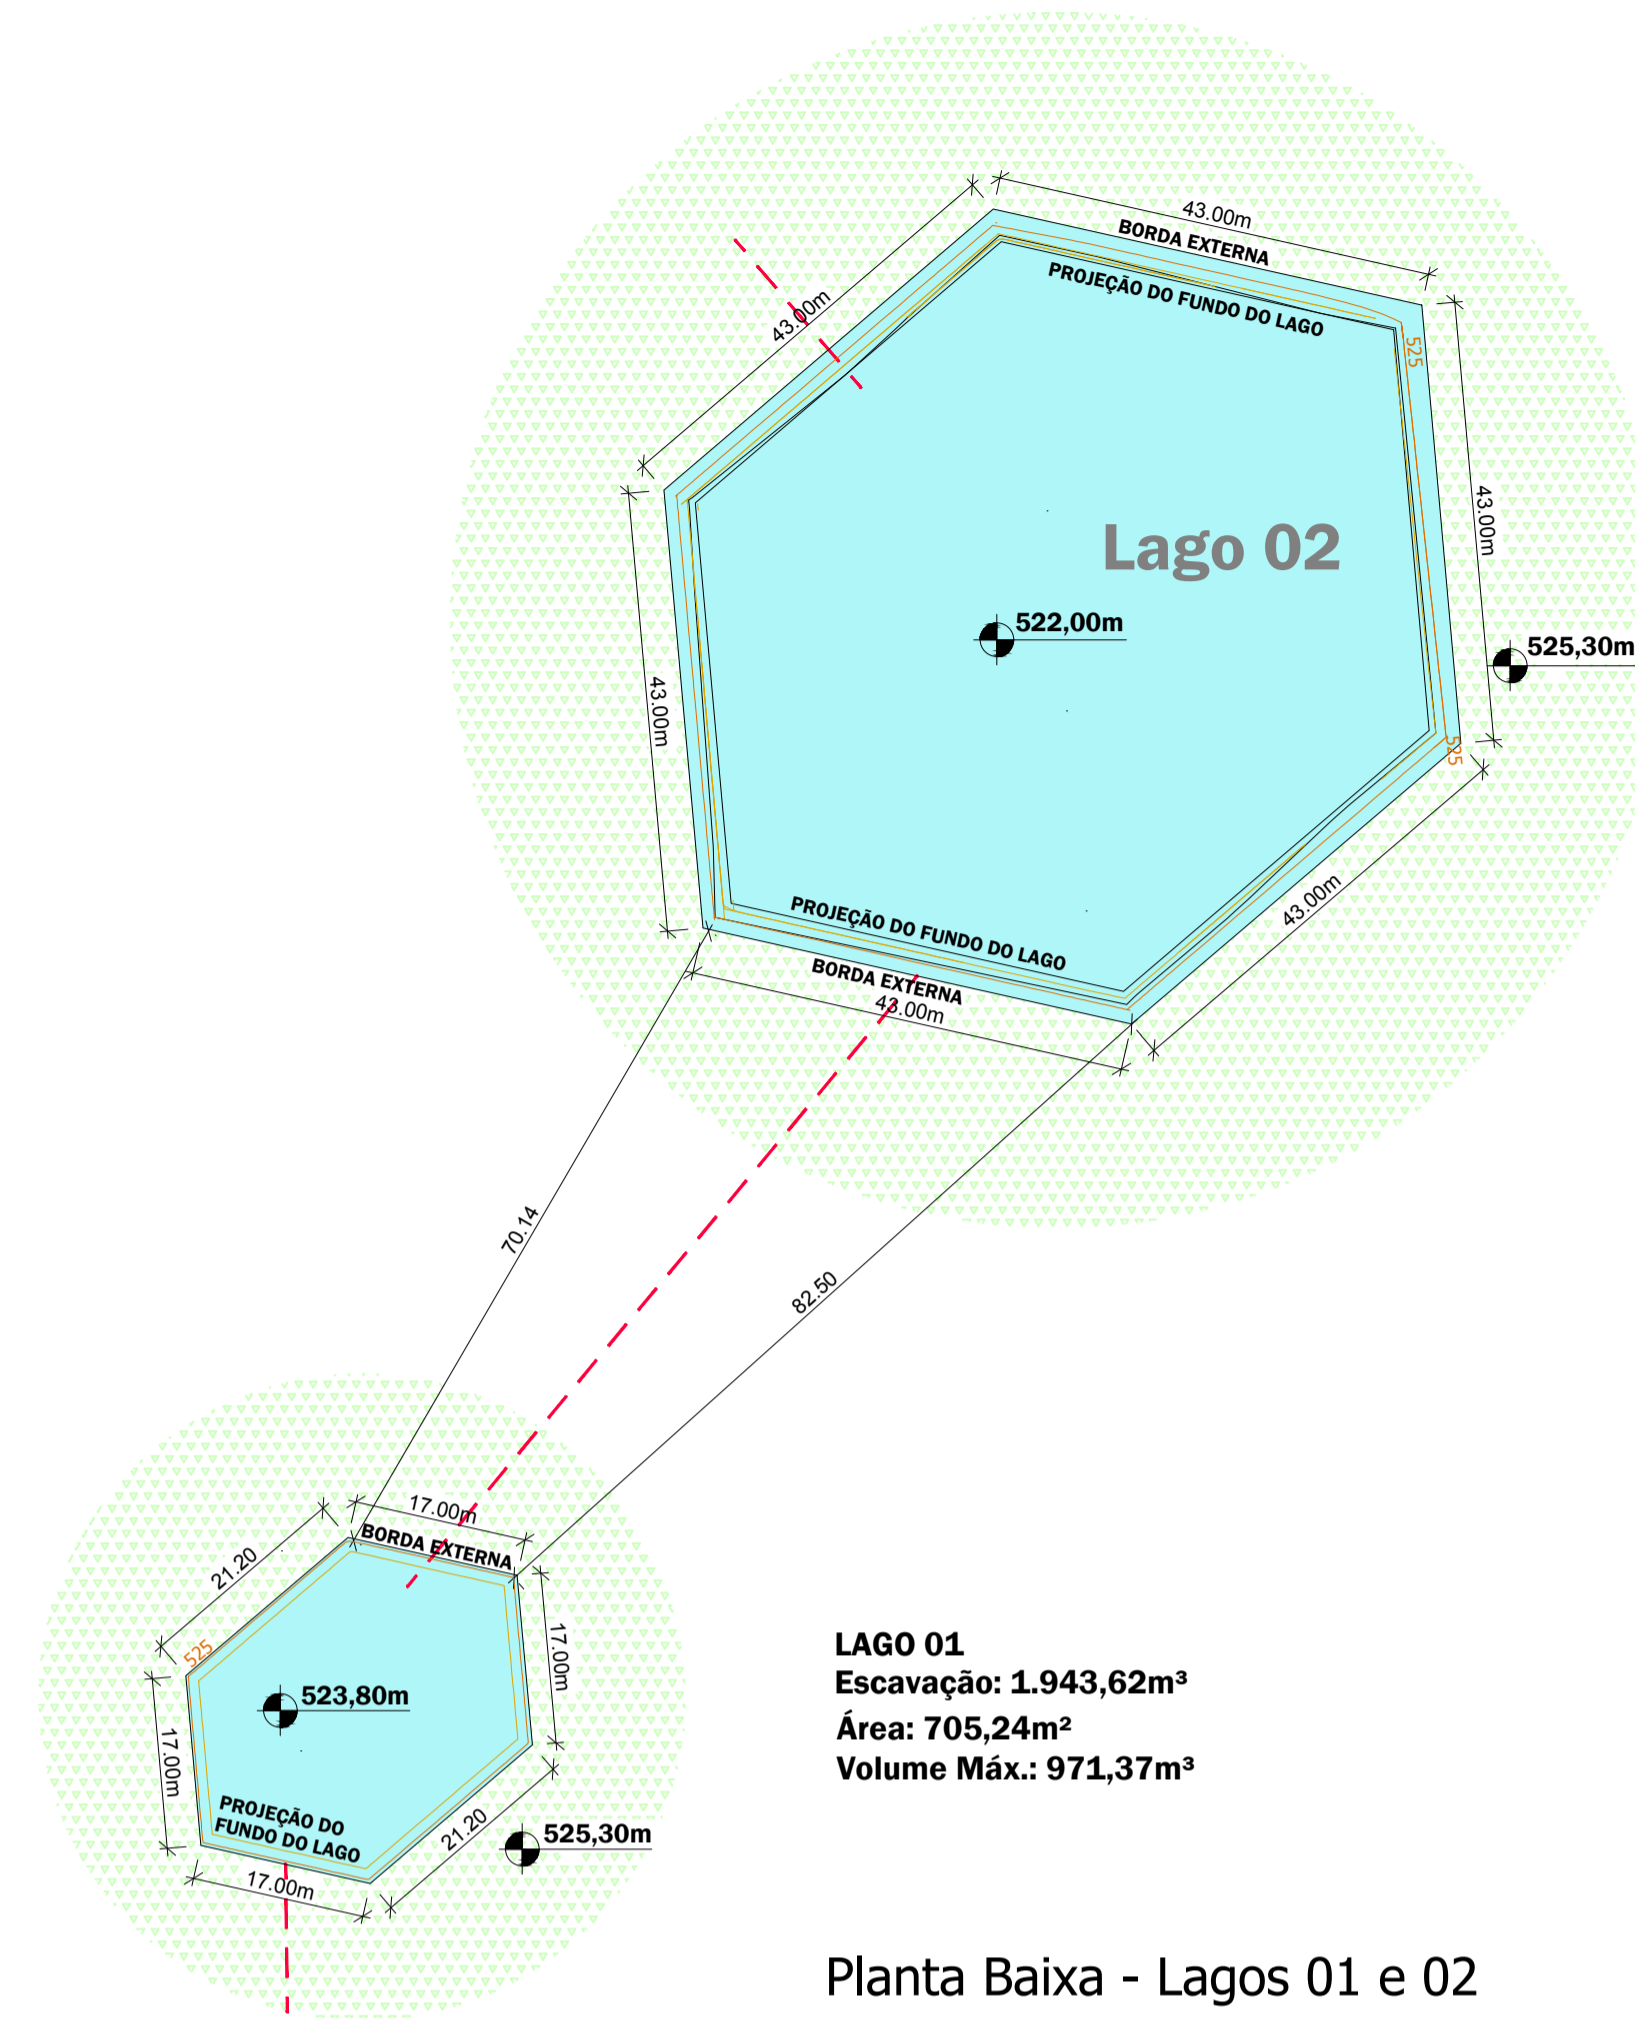 43.00m
BORDA EXTERNA
PROJEÇÃO DO FUNDO DO LAGO
43.00m
525
Lago 02
43.00m
522,00m
525,30m
43.00m
525
43.00m
PROJEÇÃO DO FUNDO DO LAGO
BORDA EXTERNA
43.00m
70.14
82.50
17.00m
BORDA EXTERNA
21.20
525
17.00m
523,80m
17.00m
PROJEÇÃO DO
FUNDO DO LAGO
21.20
525,30m
17.00m
LAGO 01
Escavação: 1.943,62m³
Área: 705,24m²
Volume Máx.: 971,37m³
Planta Baixa - Lagos 01 e 02